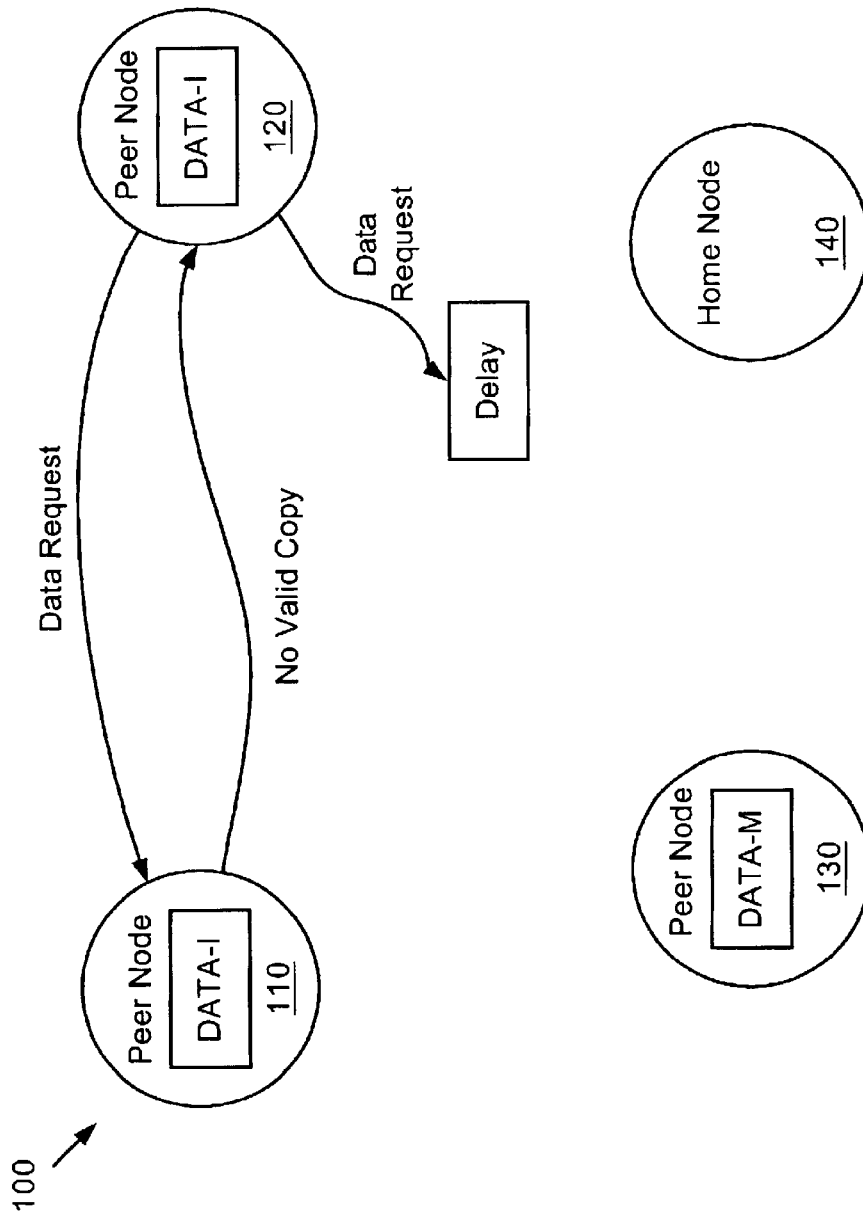 100
Peer Node
DATA-I
110
Data Request
No Valid Copy
Peer Node
DATA-I
120
Data
Request
Delay
Peer Node
DATA-M
130
Home Node
140